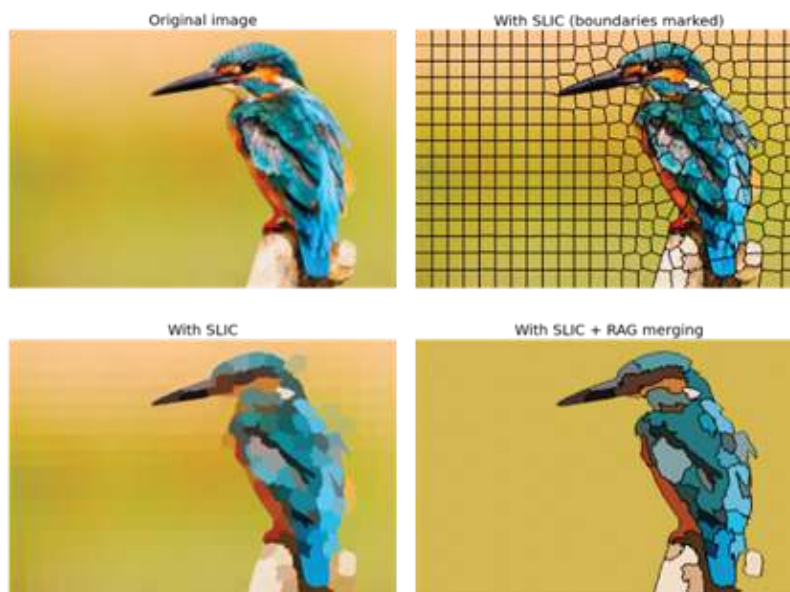 Original image
With SLIC (boundaries marked)
With SLIC
With SLIC + RAG merging